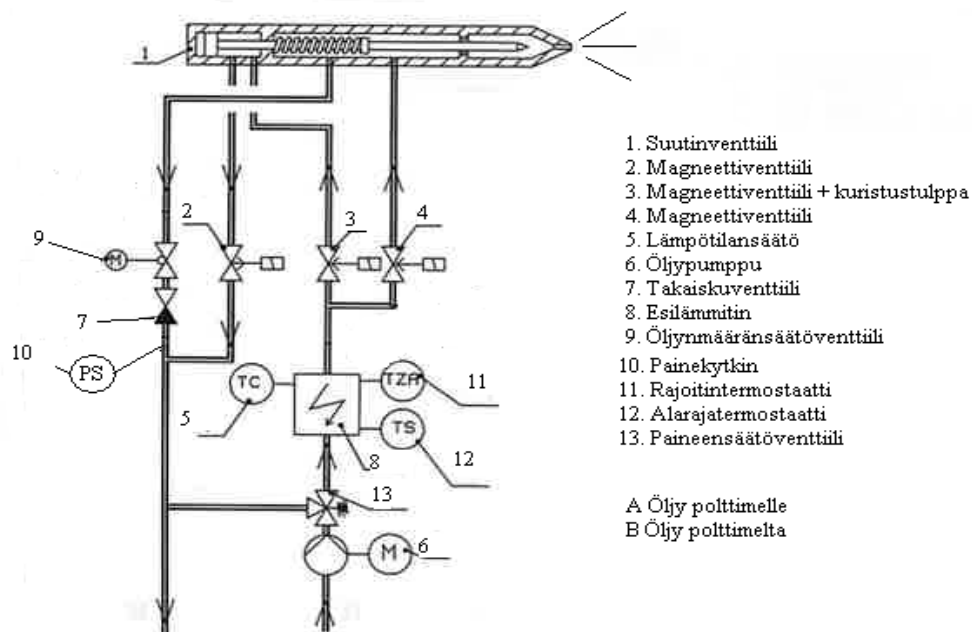 1
2
3
4
9
M
7
10
PS
TC
5
TZA
11
TS
12
8
13
M
6
1. Suutinventtiili
2. Magneettiventtiili
3. Magneettiventtiili + kuristustulppa
4. Magneettiventtiili
5. Lämpötilansäätö
6. Öljypumppu
7. Takaiskuventtiili
8. Esilämmitin
9. Öljynmääränsäätöventtiili
10. Painekytkin
11. Rajoitintermostaatti
12. Alarajatermostaatti
13. Paineensäätöventtiili
A Öljy polttimelle
B Öljy polttimelta